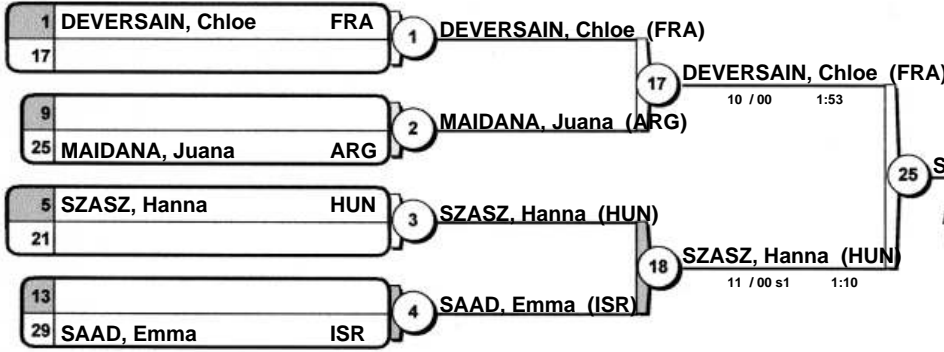 1 DEVERSAIN, Chloe FRA
17
1
DEVERSAIN, Chloe (FRA)
9
25 MAIDANA, Juana ARG
2
MAIDANA, Juana (ARG)
17
DEVERSAIN, Chloe (FRA)
10 / 00 1:53
5 SZASZ, Hanna HUN
21
3
SZASZ, Hanna (HUN)
13
29 SAAD, Emma ISR
4
SAAD, Emma (ISR)
18
SZASZ, Hanna (HUN)
11 / 00 s1 1:10
25
S